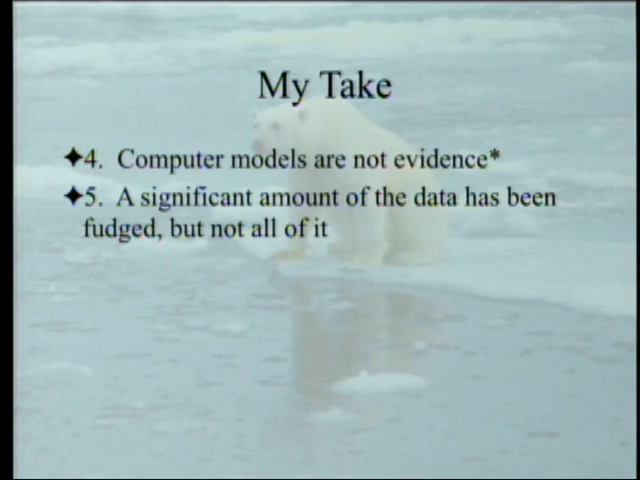 My Take
✦4. Computer models are not evidence*
✦5. A significant amount of the data has been
fudged, but not all of it